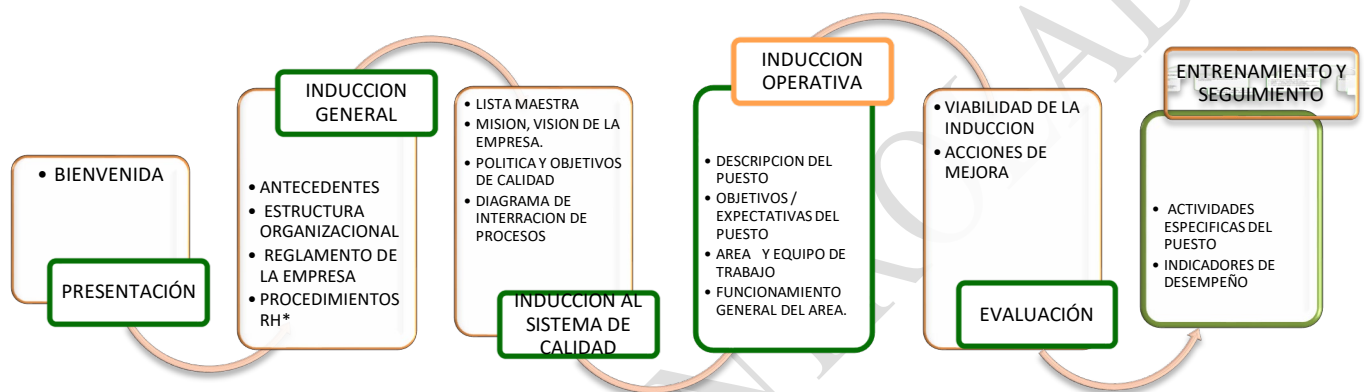 • BIENVENIDA
PRESENTACIÓN
INDUCCION
GENERAL
• ANTECEDENTES
• ESTRUCTURA
ORGANIZACIONAL
• REGLAMENTO DE
LA EMPRESA
• PROCEDIMIENTOS
RH*
• LISTA MAESTRA
• MISION, VISION DE LA
EMPRESA.
• POLITICA Y OBJETIVOS
DE CALIDAD
• DIAGRAMA DE
INTERRACION DE
PROCESOS
INDUCCION AL
SISTEMA DE
CALIDAD
INDUCCION
OPERATIVA
• DESCRIPCION DEL
PUESTO
• OBJETIVOS /
EXPECTATIVAS DEL
PUESTO
• AREA Y EQUIPO DE
TRABAJO
• FUNCIONAMIENTO
GENERAL DEL AREA.
• VIABILIDAD DE LA
INDUCCION
• ACCIONES DE
MEJORA
EVALUACIÓN
ENTRENAMIENTO Y
SEGUIMIENTO
• ACTIVIDADES
ESPECIFICAS DEL
PUESTO
• INDICADORES DE
DESEMPEÑO